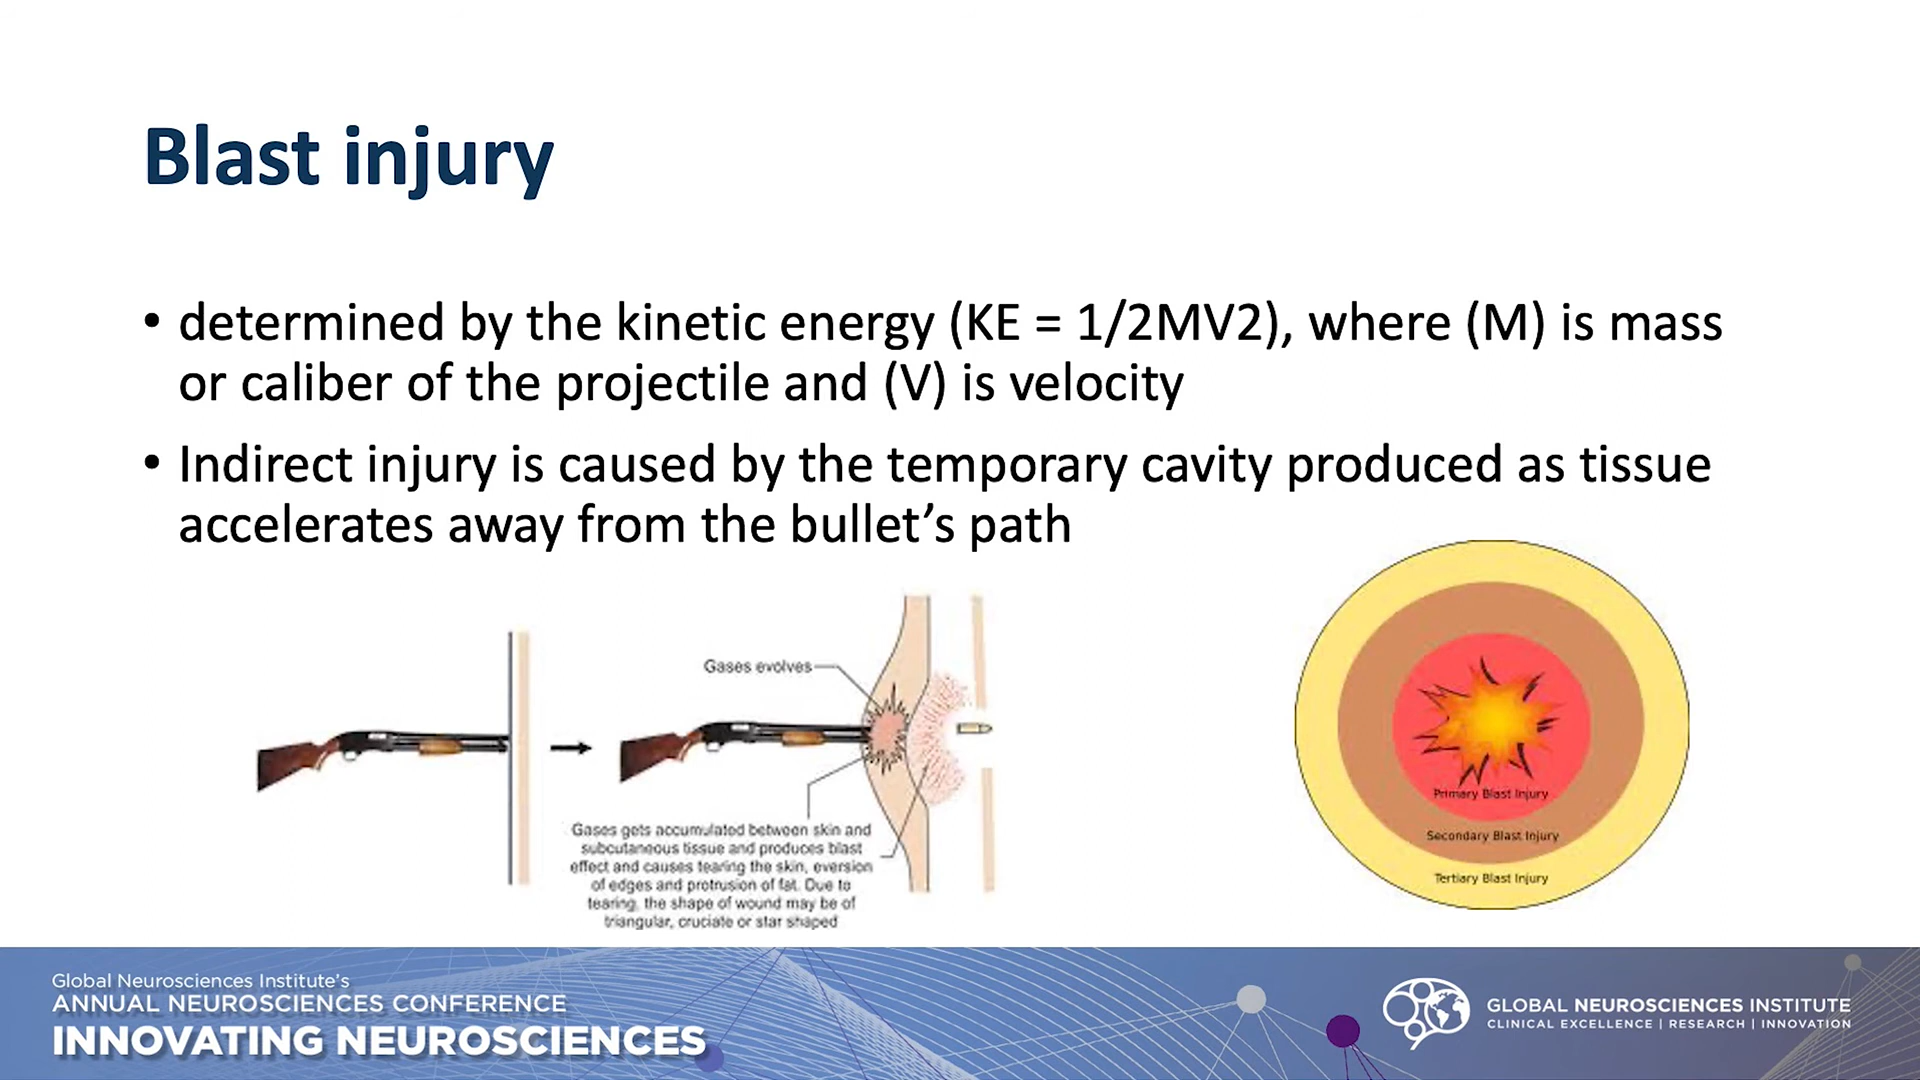 Blast injury
• determined by the kinetic energy (KE = 1/2MV2), where (M) is mass
or caliber of the projectile and (V) is velocity
• Indirect injury is caused by the temporary cavity produced as tissue
accelerates away from the bullet’s path
Gases evolves
Gases gets accumulated between skin and
subcutaneous tissue and produces blast
effect and causes tearing the skin, eversion
of edges and protrusion of fat. Due to
tearing, the shape of wound may be of
triangular, cruciate or star shaped
Primary Blast Injury
Secondary Blast Injury
Tertiary Blast Injury
Global Neurosciences Institute’s
ANNUAL NEUROSCIENCES CONFERENCE
INNOVATING NEUROSCIENCES
GLOBAL NEUROSCIENCES INSTITUTE
CLINICAL EXCELLENCE | RESEARCH | INNOVATION